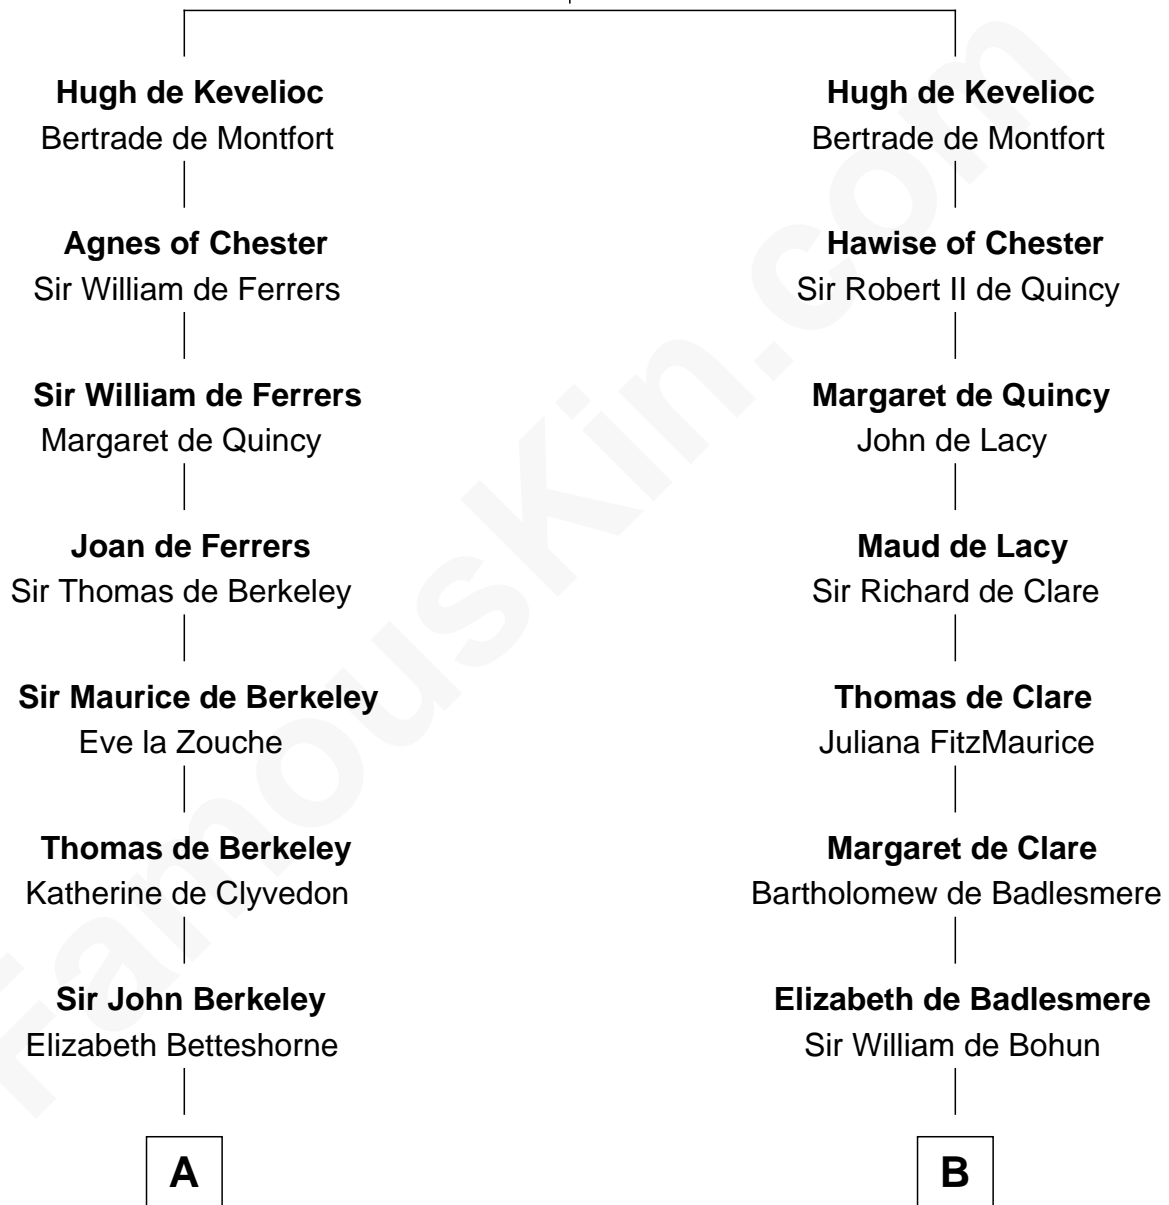 Hugh de Kevelioc
Bertrade de Montfort
Agnes of Chester
Sir William de Ferrers
Sir William de Ferrers
Margaret de Quincy
Joan de Ferrers
Sir Thomas de Berkeley
Sir Maurice de Berkeley
Eve la Zouche
Thomas de Berkeley
Katherine de Clyvedon
Sir John Berkeley
Elizabeth Betteshorne
A
Hugh de Kevelioc
Bertrade de Montfort
Hawise of Chester
Sir Robert II de Quincy
Margaret de Quincy
John de Lacy
Maud de Lacy
Sir Richard de Clare
Thomas de Clare
Juliana FitzMaurice
Margaret de Clare
Bartholomew de Badlesmere
Elizabeth de Badlesmere
Sir William de Bohun
B
FamousKin.com